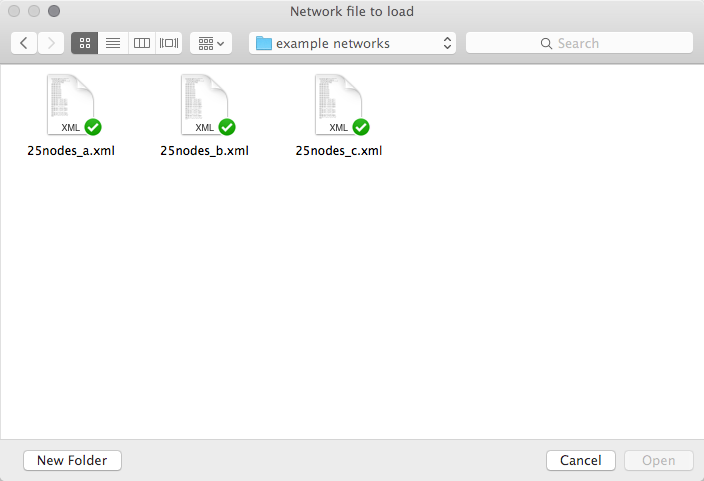 Network file to load
example networks
Search
XML
XML
XML
25nodes_a.xml
25nodes_b.xml
25nodes_c.xml
New Folder
Cancel
Open